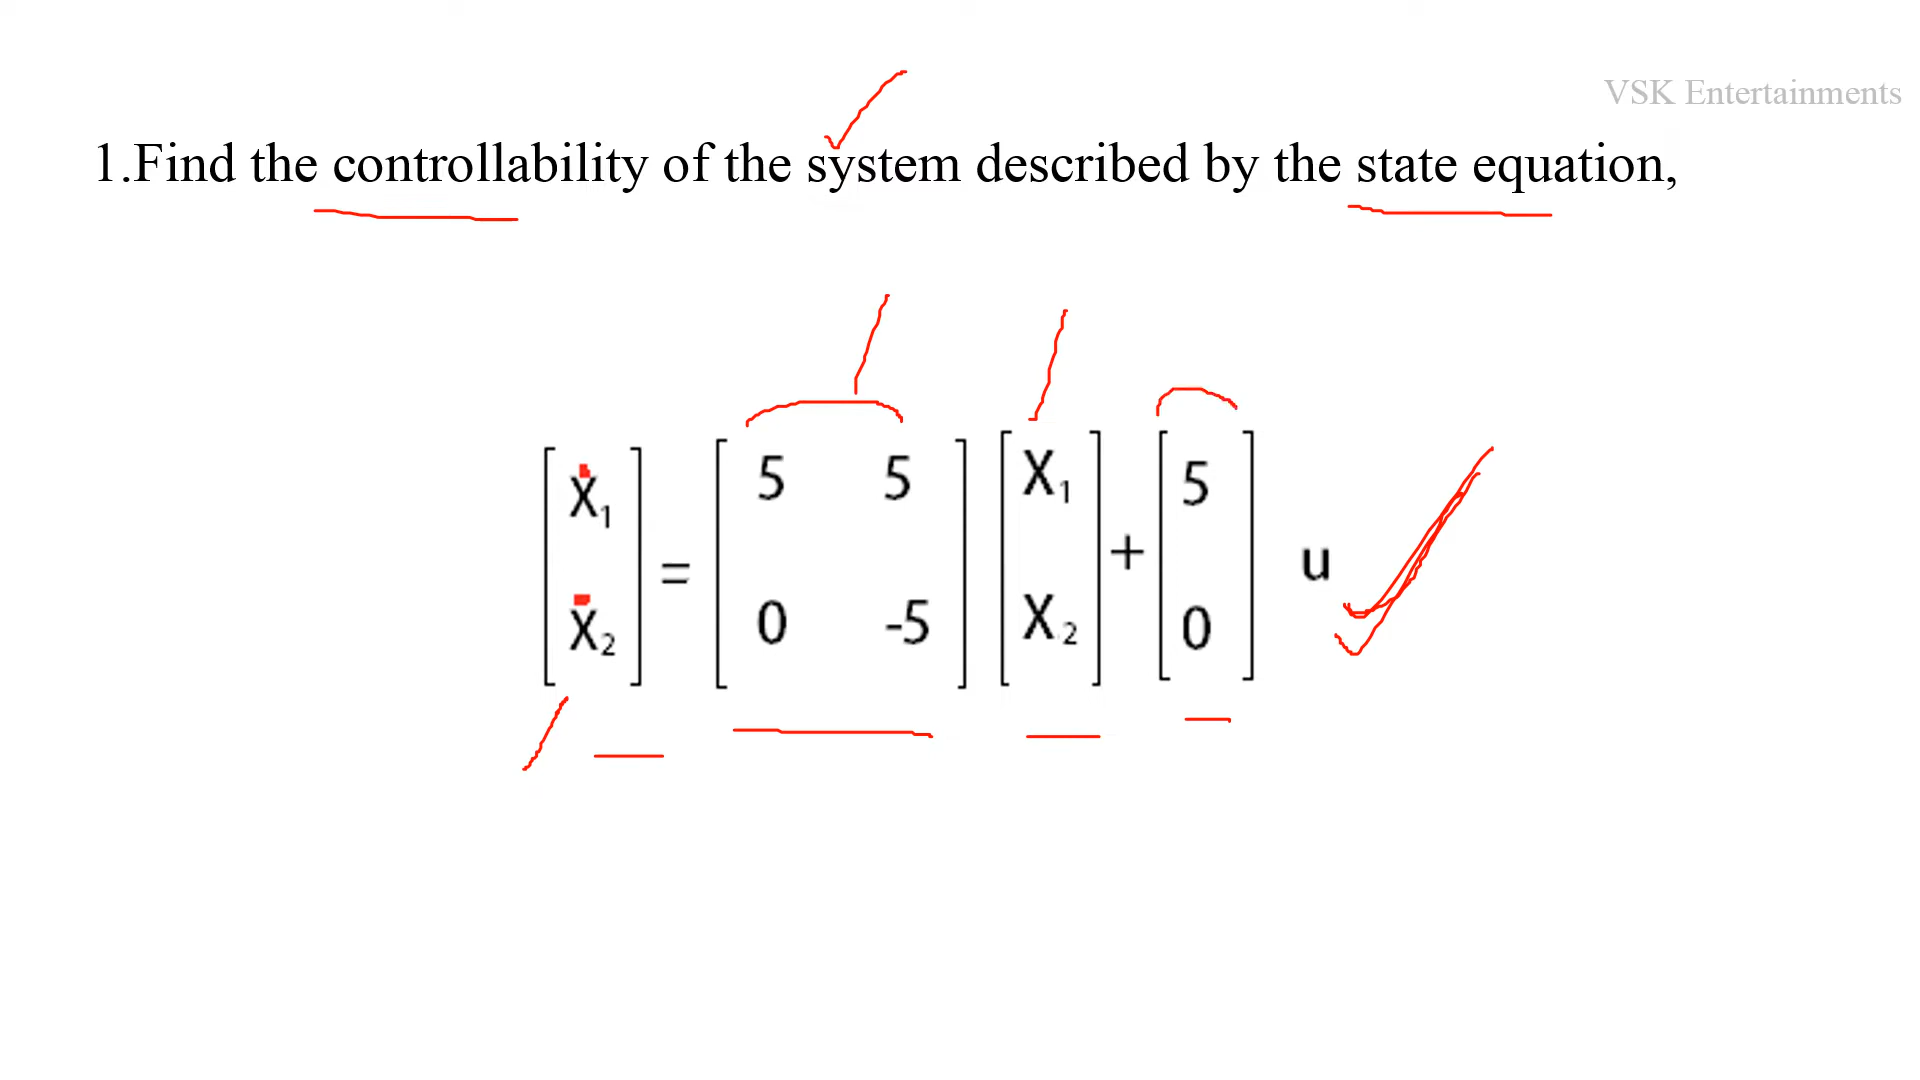 VSK Entertainments
1.Find the controllability of the system described by the state equation,
[Ẋ₁ Ẋ₂] = [5 5 0 -5] [X₁ X₂] + [5 0] u